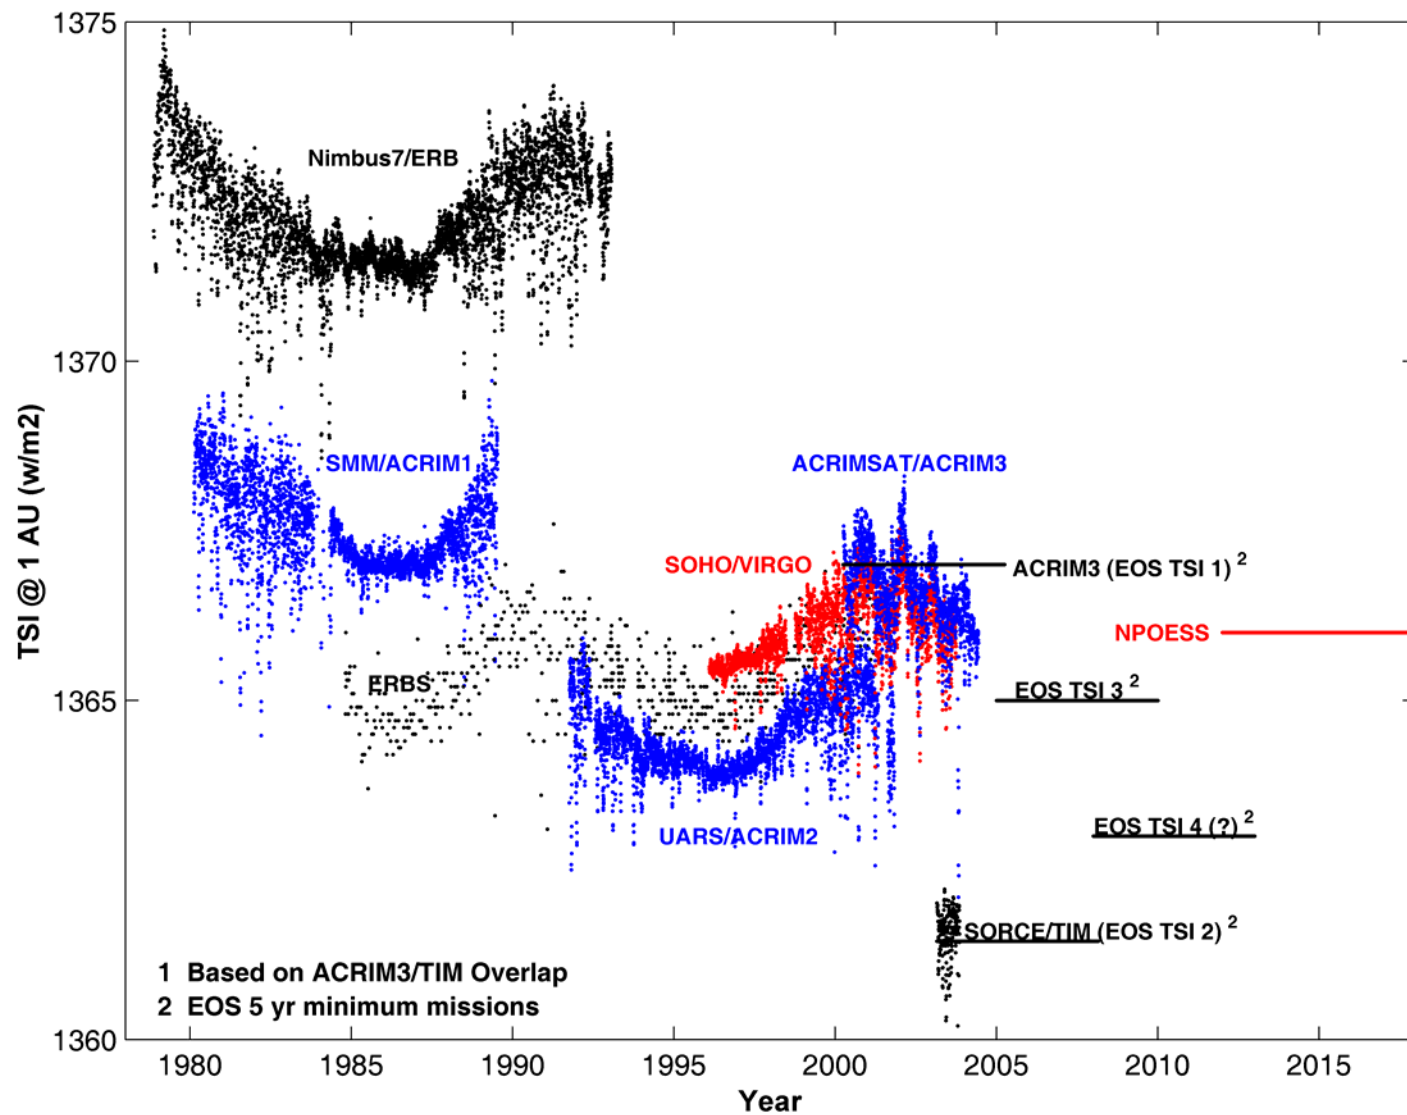 1375
Nimbus7/ERB
1370
SMM/ACRIM1
ACRIMSAT/ACRIM3
SOHO/VIRGO
ACRIM3 (EOS TSI 1) 2
NPOESS
ERBS
EOS TSI 3 2
1365
UARS/ACRIM2
EOS TSI 4 (?) 2
SORCE/TIM (EOS TSI 2) 2
1 Based on ACRIM3/TIM Overlap
2 EOS 5 yr minimum missions
1360
TSI @ 1 AU (w/m2)
1980 1985 1990 1995 2000 2005 2010 2015
Year